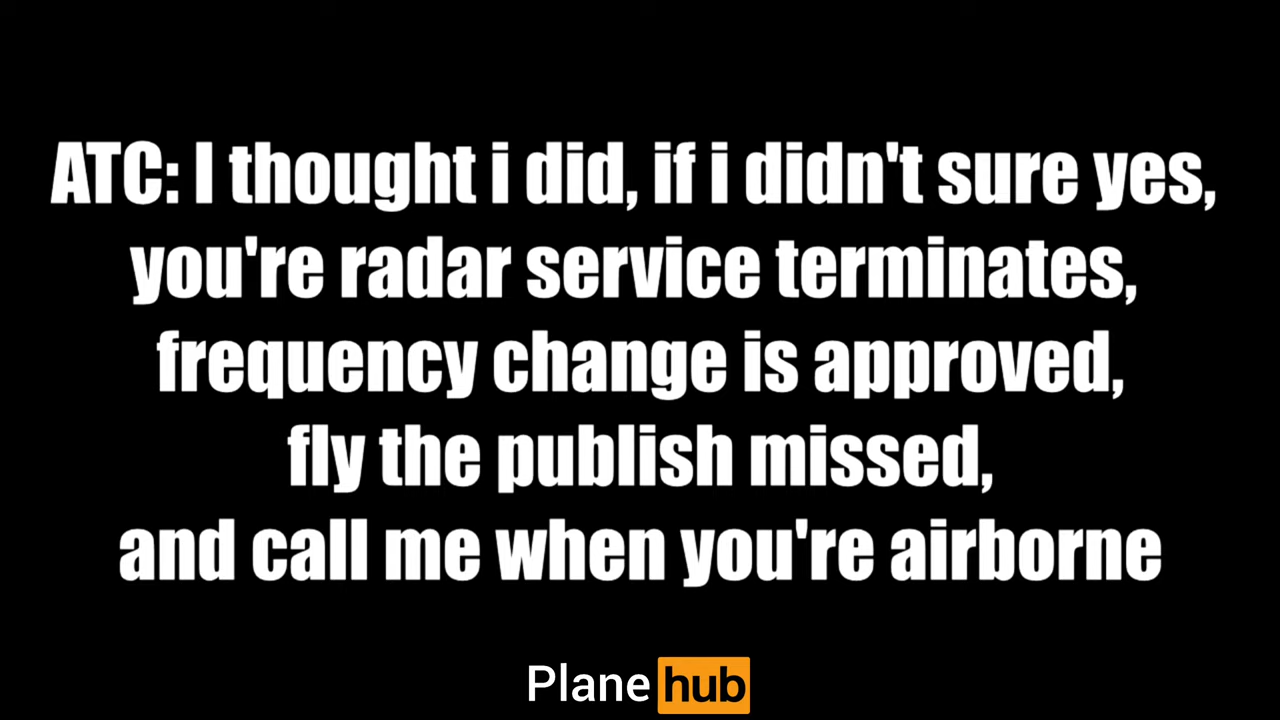 ATC: I thought i did, if i didn't sure yes,
you're radar service terminates,
frequency change is approved,
fly the publish missed,
and call me when you're airborne
Plane hub